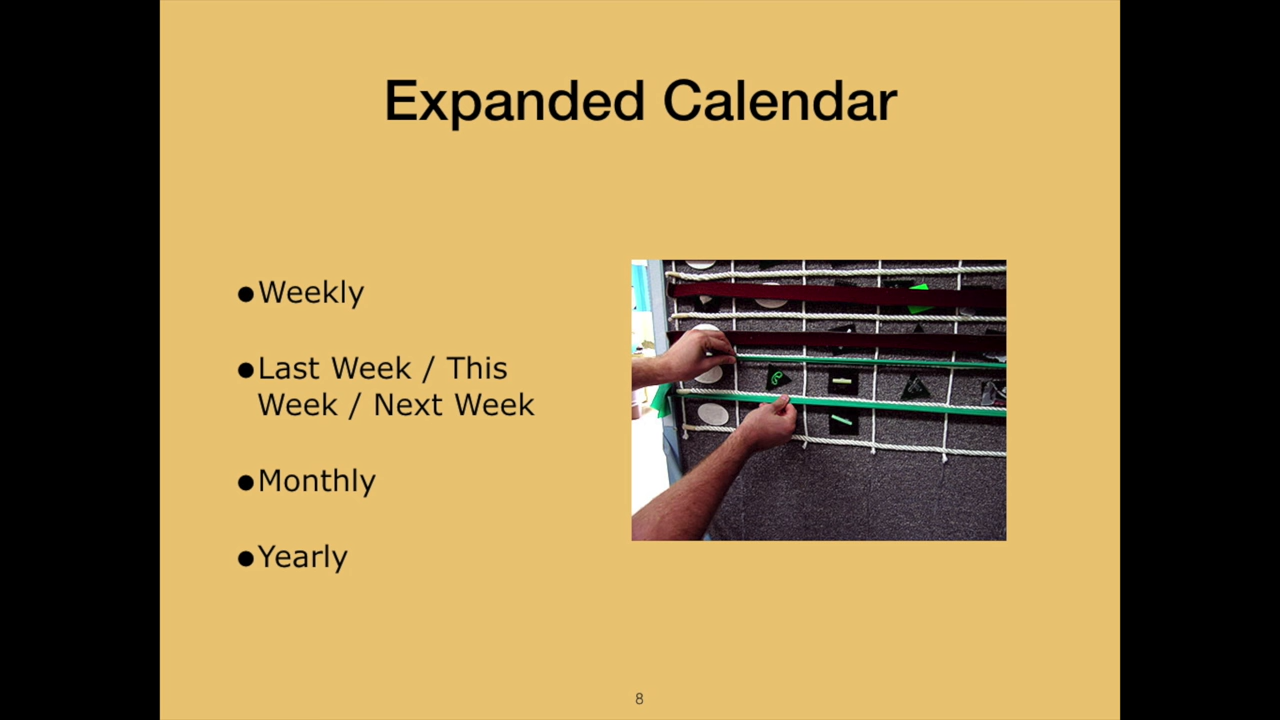 Expanded Calendar
●Weekly
●Last Week / This
Week / Next Week
●Monthly
●Yearly
8